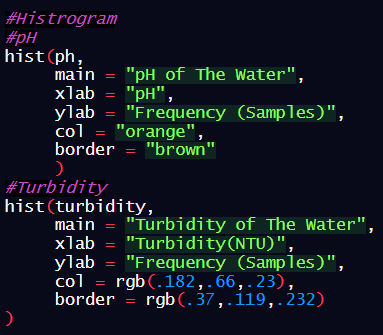 #Histrogram
#pH
hist(ph,
     main = "pH of The Water",
     xlab = "pH",
     ylab = "Frequency (Samples)",
     col = "orange",
     border = "brown"
     )
#Turbidity
hist(turbidity,
     main = "Turbidity of The Water",
     xlab = "Turbidity(NTU)",
     ylab = "Frequency (Samples)",
     col = rgb(.182,.66,.23),
     border = rgb(.37,.119,.232)
)